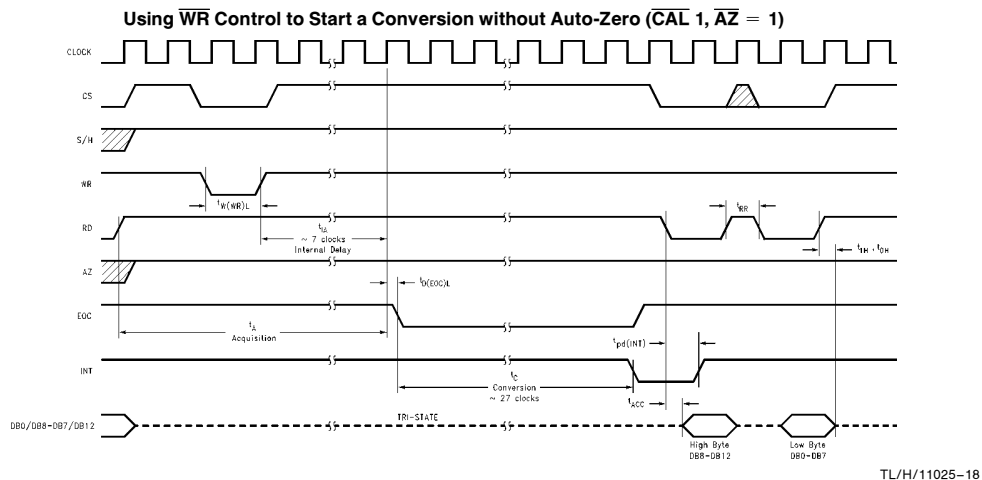 Using WR Control to Start a Conversion without Auto-Zero (CAL 1, AZ = 1)
CLOCK
CS
S/H
WR
tW(WR)L
tRR
RD
tIA
~ 7 clocks
Internal Delay
t1H , t0H
AZ
tD(EOC)L
EOC
tA
Acquisition
tpd(INT)
INT
tC
Conversion
~ 27 clocks
tACC
DB0/DB8-DB7/DB12
TRI-STATE
High Byte
DB8-DB12
Low Byte
DB0-DB7
TL/H/11025–18